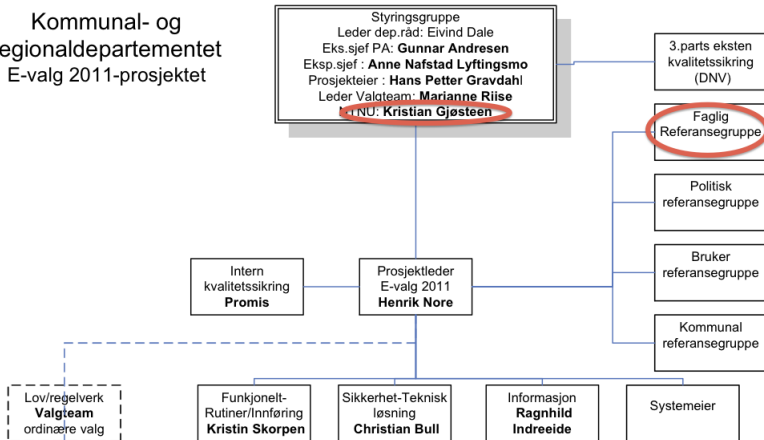 Kommunal- og
egionaldepartementet
E-valg 2011-prosjektet
Styringsgruppe
Leder dep.råd: Eivind Dale
Eks.sjef PA: Gunnar Andresen
Eksp.sjef : Anne Nafstad Lyftingsmo
Prosjekteier : Hans Petter Gravdahl
Leder Valgteam: Marianne Riise
NTNU: Kristian Gjøsteen
3.parts eksten
kvalitetssikring
(DNV)
Faglig
Referansegruppe
Politisk
referansegruppe
Bruker
referansegruppe
Kommunal
referansegruppe
Intern
kvalitetssikring
Promis
Prosjektleder
E-valg 2011
Henrik Nore
Lov/regelverk
Valgteam
ordinære valg
Funkjonelt-
Rutiner/Innføring
Kristin Skorpen
Sikkerhet-Teknisk
løsning
Christian Bull
Informasjon
Ragnhild
Indreeide
Systemeier